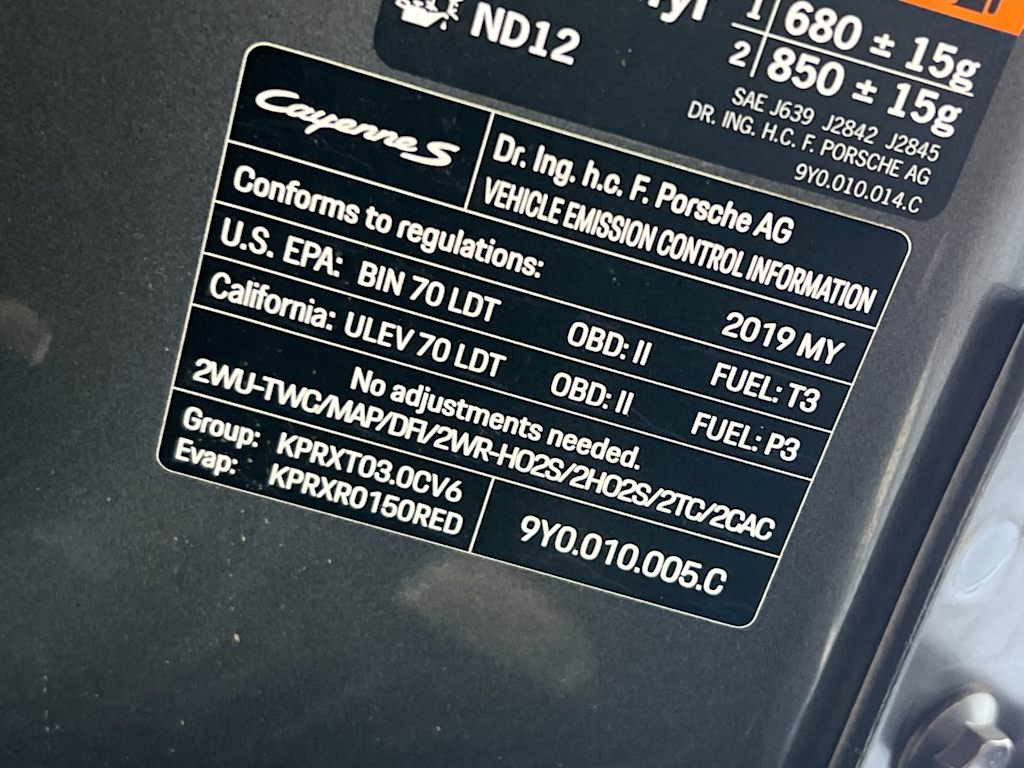 ND12
1 680 ± 15g
2 850 ± 15g
SAE J639 J2842 J2845
DR. ING. H.C. F. PORSCHE AG
9Y0.010.014.C
Cayenne S
Dr. Ing. h.c. F. Porsche AG
VEHICLE EMISSION CONTROL INFORMATION
Conforms to regulations: 2019 MY
U.S. EPA: BIN 70 LDT OBD: II FUEL: T3
California: ULEV 70 LDT OBD: II FUEL: P3
No adjustments needed.
2WU-TWC/MAP/DFI/2WR-HO2S/2HO2S/2TC/2CAC
Group: KPRXT03.0CV6
Evap: KPRXR0150RED
9Y0.010.005.C